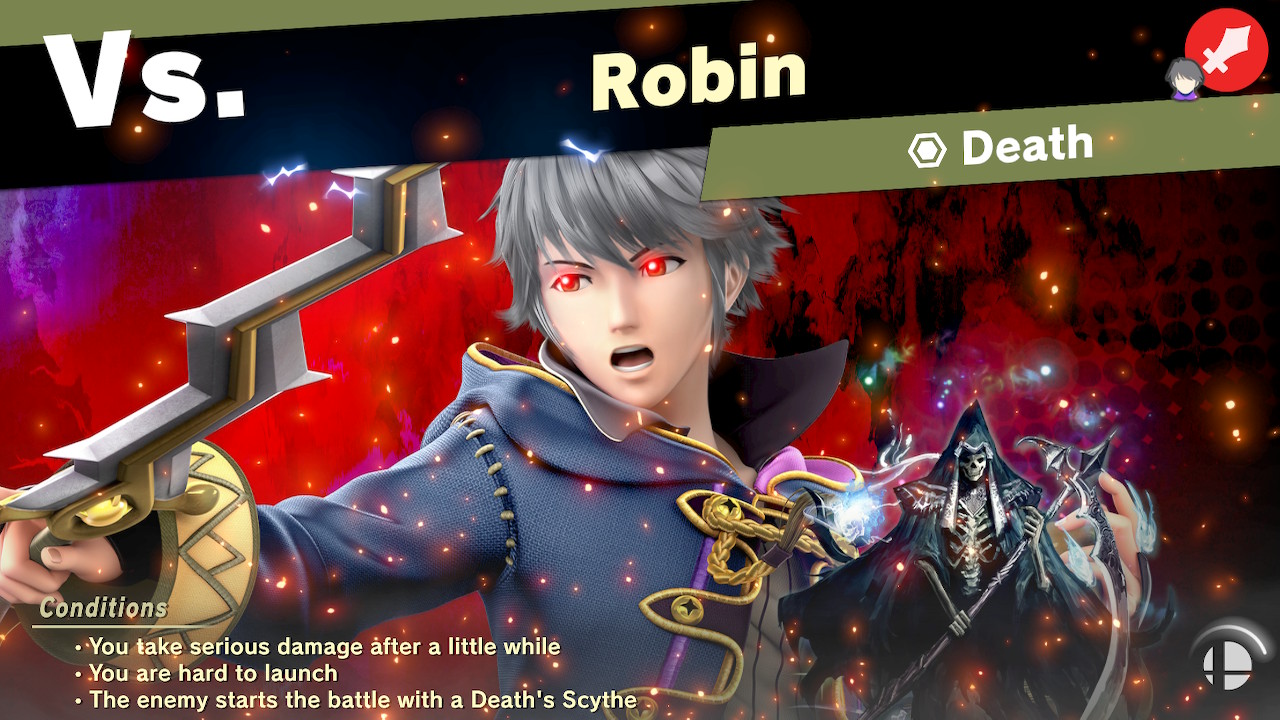 Vs.
Robin
Death
Conditions
• You take serious damage after a little while
• You are hard to launch
• The enemy starts the battle with a Death's Scythe